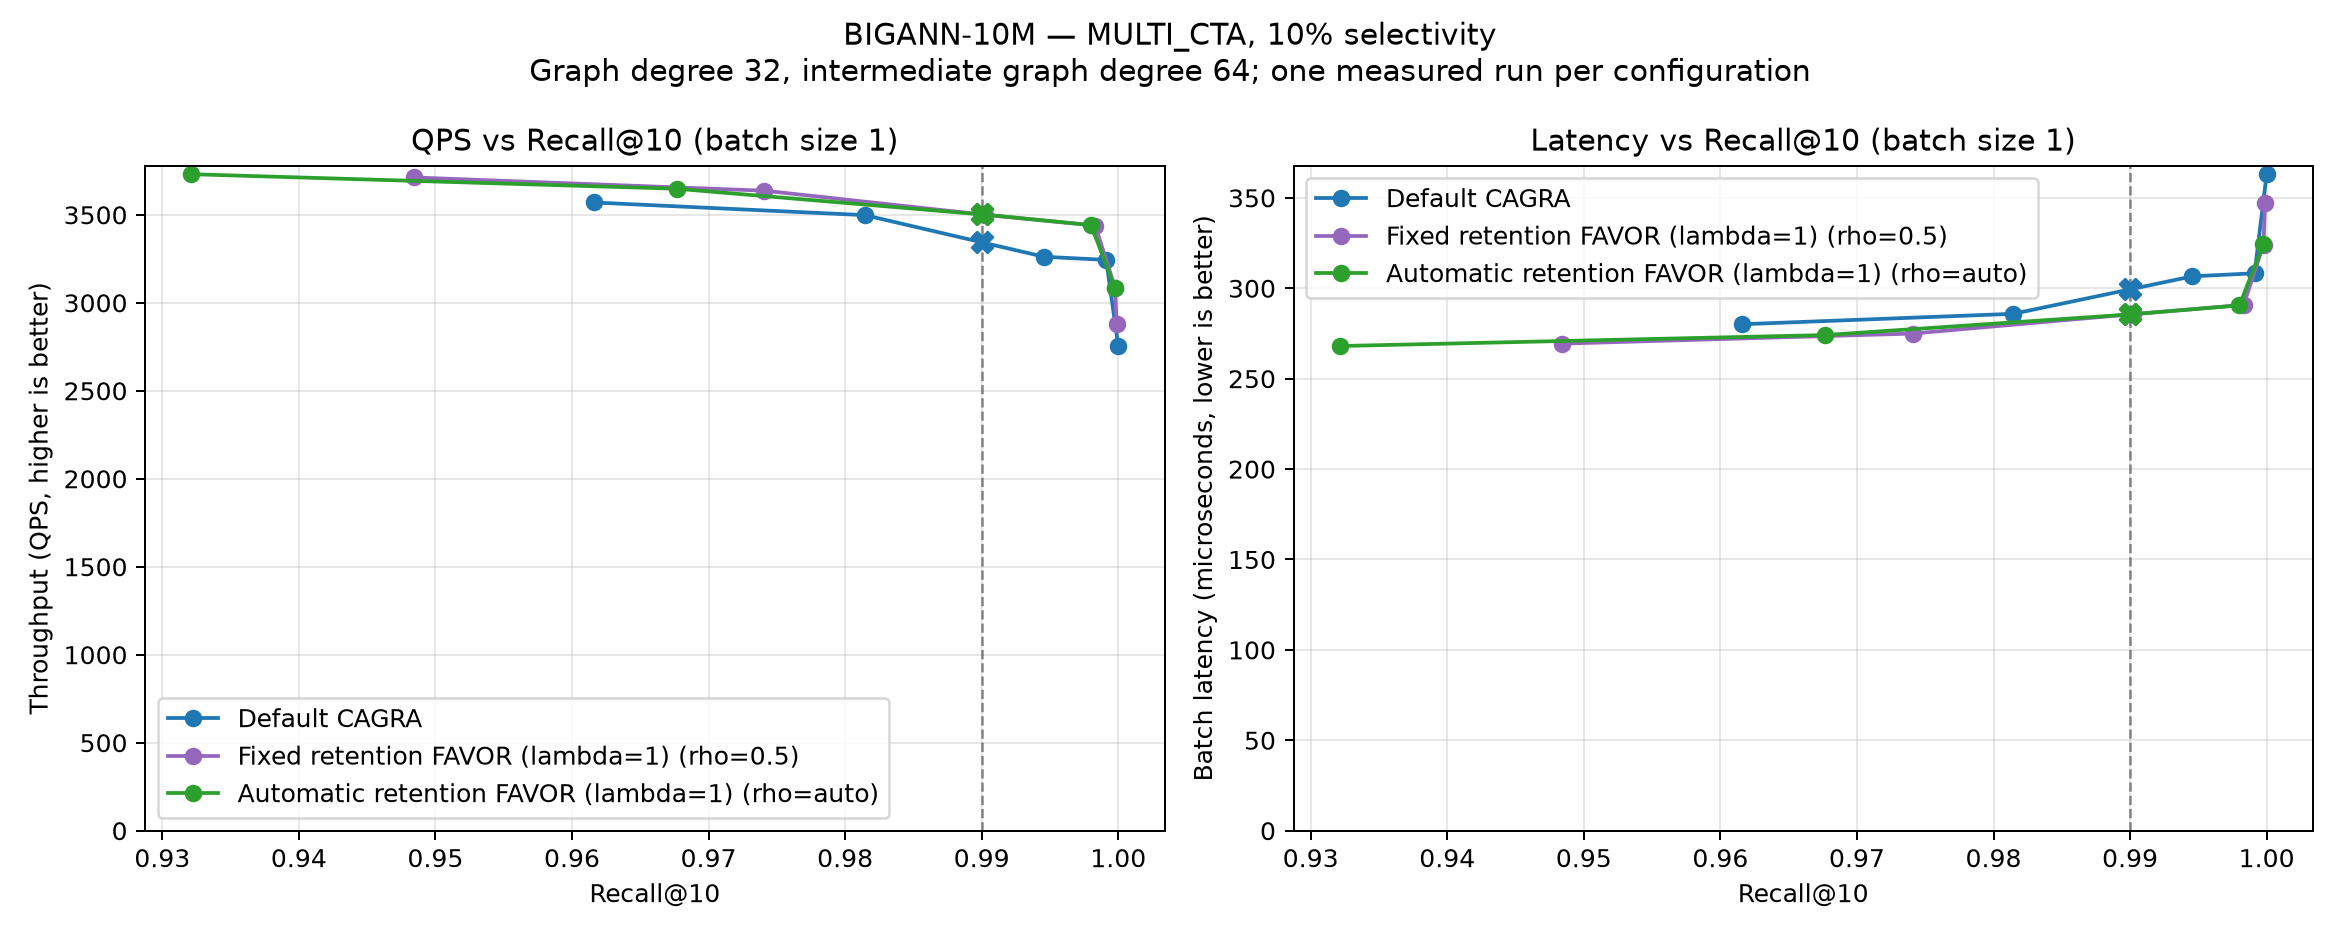 BIGANN-10M — MULTI_CTA, 10% selectivity
Graph degree 32, intermediate graph degree 64; one measured run per configuration
QPS vs Recall@10 (batch size 1)
Throughput (QPS, higher is better)
3500
3000
2500
2000
1500
1000
500
0
Default CAGRA
Fixed retention FAVOR (lambda=1) (rho=0.5)
Automatic retention FAVOR (lambda=1) (rho=auto)
0.93 0.94 0.95 0.96 0.97 0.98 0.99 1.00
Recall@10
Latency vs Recall@10 (batch size 1)
Batch latency (microseconds, lower is better)
350
300
250
200
150
100
50
0
Default CAGRA
Fixed retention FAVOR (lambda=1) (rho=0.5)
Automatic retention FAVOR (lambda=1) (rho=auto)
0.93 0.94 0.95 0.96 0.97 0.98 0.99 1.00
Recall@10